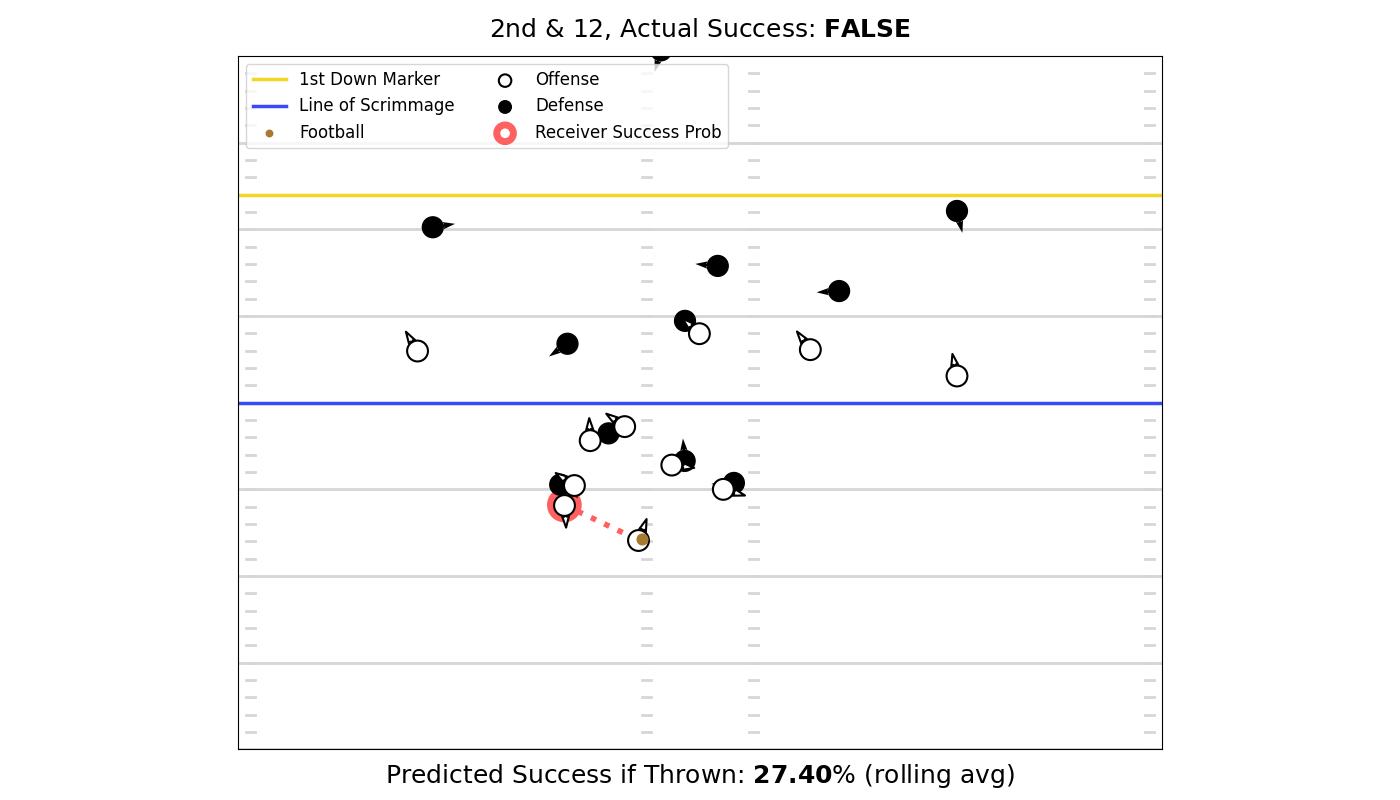 2nd & 12, Actual Success: FALSE
1st Down Marker
Line of Scrimmage
Football
Offense
Defense
Receiver Success Prob
Predicted Success if Thrown: 27.40% (rolling avg)